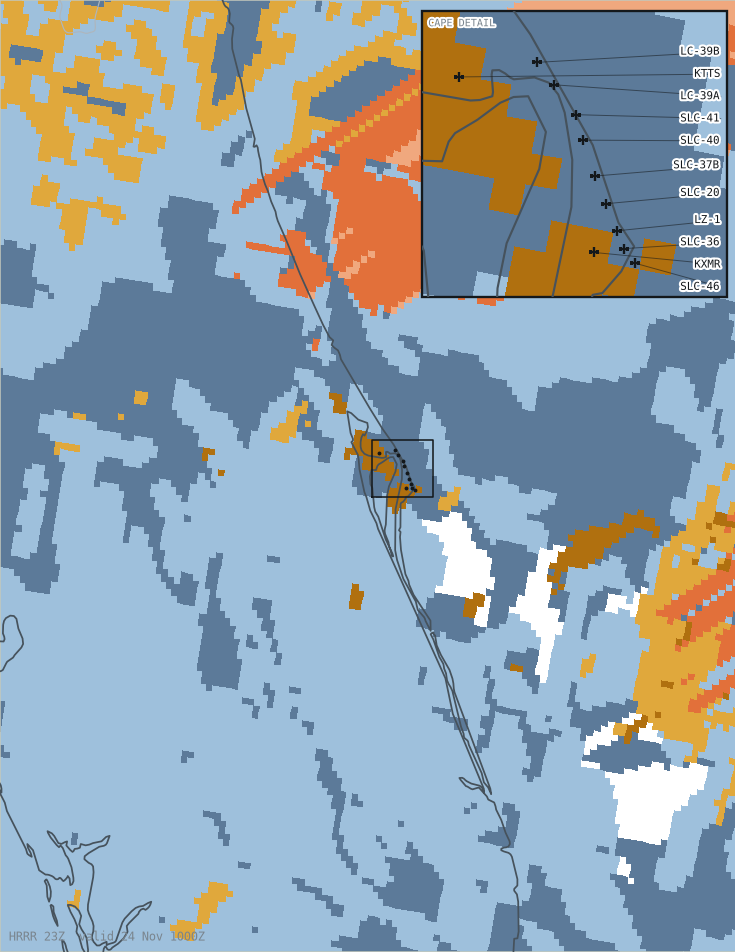 CAPE DETAIL
LC-39B
KTTS
LC-39A
SLC-41
SLC-40
SLC-37B
SLC-20
LZ-1
SLC-36
KXMR
SLC-46
HRRR 23Z valid 24 Nov 1000Z